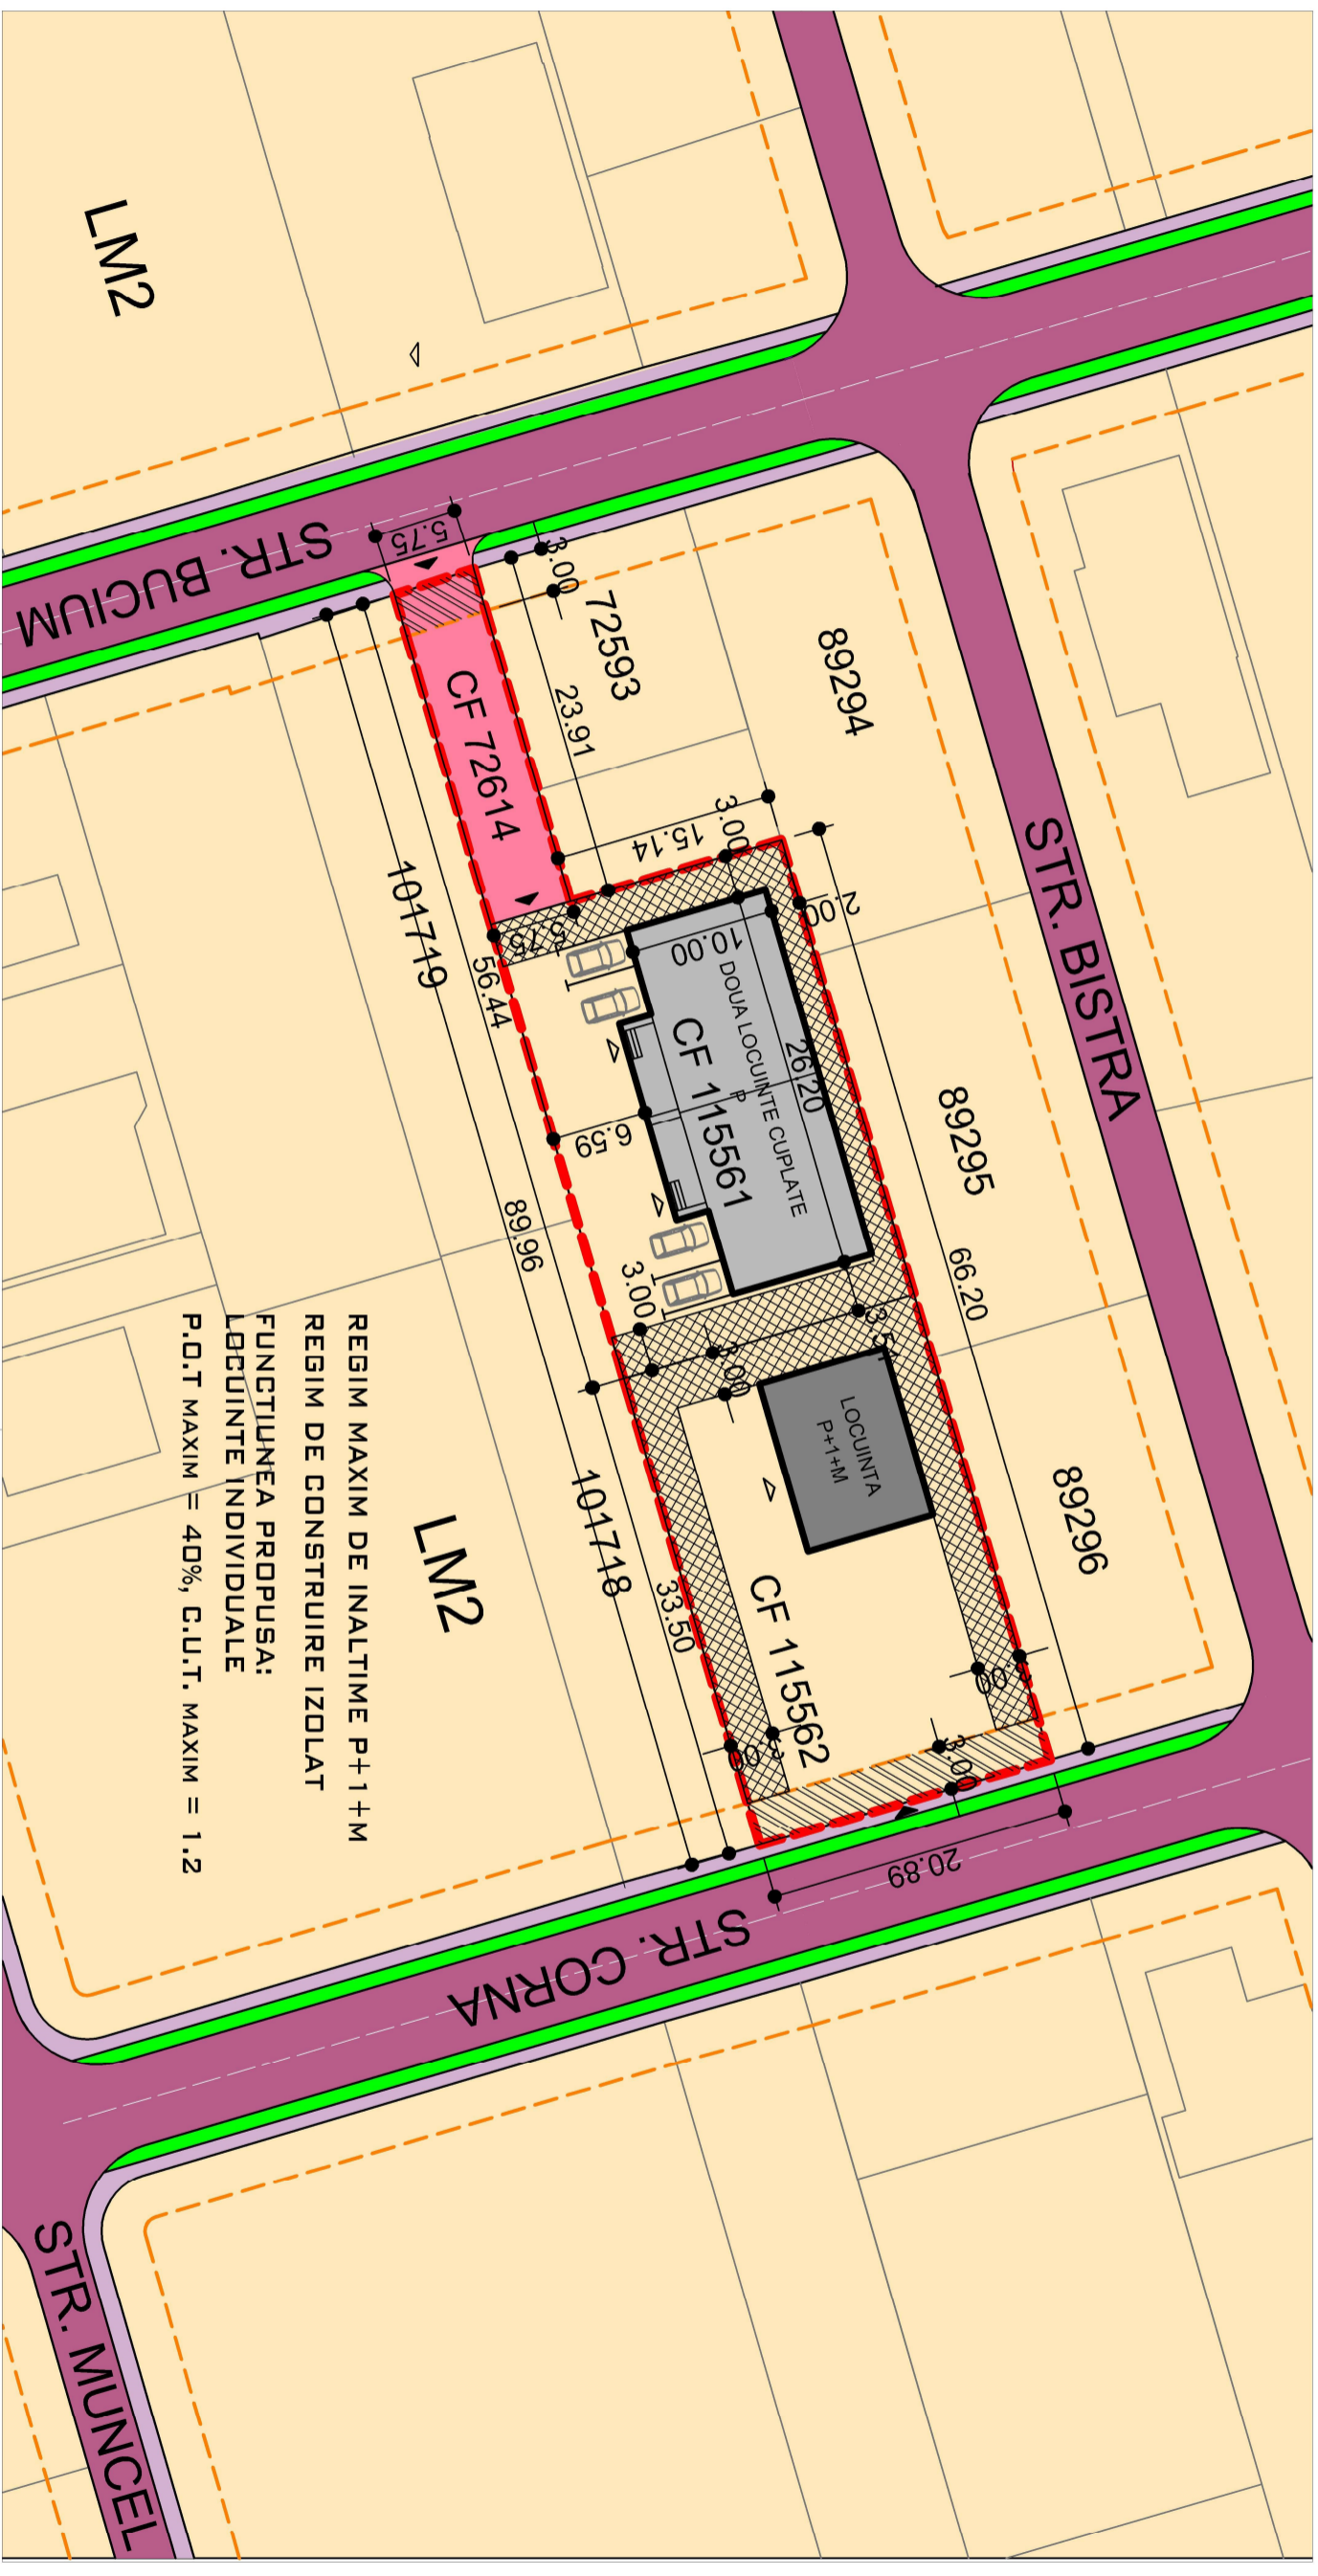 LM2
STR. BUCIUM
5.75
3.00
72593
89294
CF 72614
23.91
3.00
15.14
2.00
STR. BISTRA
101719
5.75
56.44
10.00
DOUA LOCUINTE CUPLATE
P
26.20
CF 115561
6.59
89295
89.96
3.00
66.20
3.00
LOCUINTA
P+1+M
89296
101718
33.50
LM2
CF 115562
3.00
3.00
20.89
REGIM MAXIM DE INALTIME P+1+M
REGIM DE CONSTRUIRE IZOLAT
FUNCTIUNEA PROPUSA:
LOCUINTE INDIVIDUALE
P.O.T MAXIM = 40%, C.U.T. MAXIM = 1.2
STR. CORNA
STR. MUNCEL